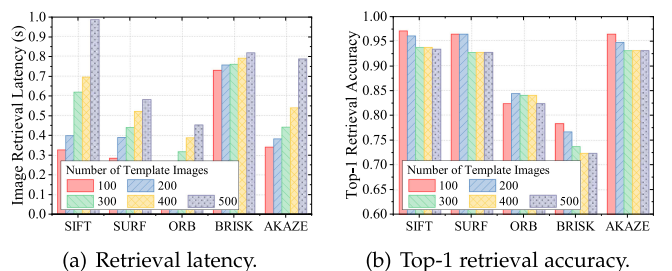 Image Retrieval Latency (s)
1.0
0.9
0.8
0.7
0.6
0.5
0.4
0.3
0.2
0.1
0.0
Number of Template Images
100 200
300 400 500
SIFT SURF ORB BRISK AKAZE
(a) Retrieval latency.
Top-1 Retrieval Accuracy
1.00
0.95
0.90
0.85
0.80
0.75
0.70
0.65
0.60
Number of Template Images
100 200
300 400 500
SIFT SURF ORB BRISK AKAZE
(b) Top-1 retrieval accuracy.